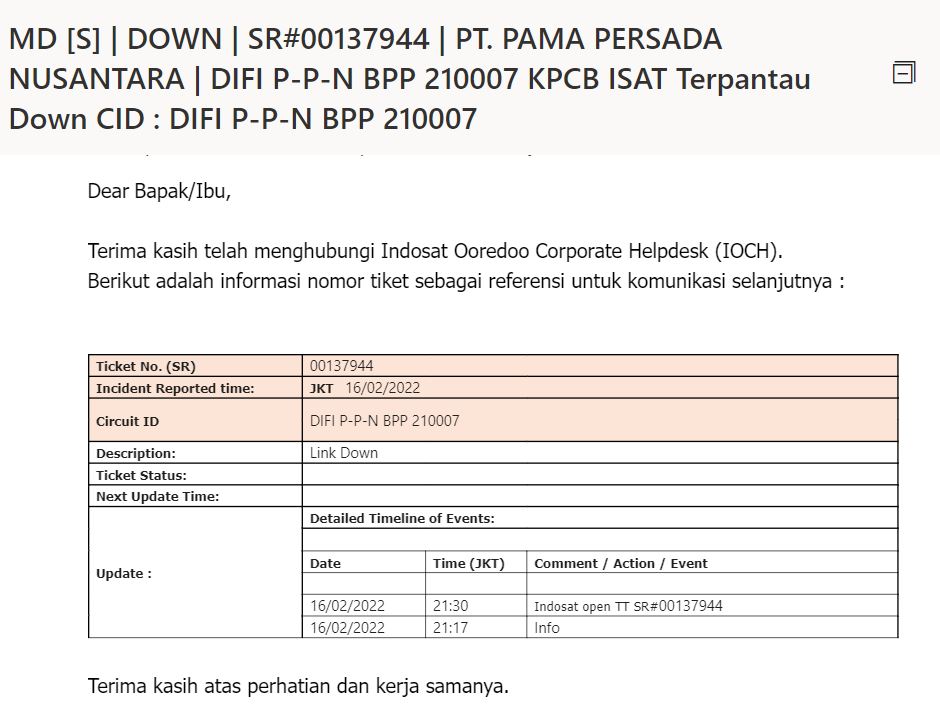 MD [S] | DOWN | SR#00137944 | PT. PAMA PERSADA
NUSANTARA | DIFI P-P-N BPP 210007 KPCB ISAT Terpantau
Down CID : DIFI P-P-N BPP 210007
Dear Bapak/Ibu,
Terima kasih telah menghubungi Indosat Ooredoo Corporate Helpdesk (IOCH).
Berikut adalah informasi nomor tiket sebagai referensi untuk komunikasi selanjutnya :
Ticket No. (SR) 00137944
Incident Reported time: JKT 16/02/2022
Circuit ID DIFI P-P-N BPP 210007
Description: Link Down
Ticket Status:
Next Update Time:
Update :
Detailed Timeline of Events:
Date Time (JKT) Comment / Action / Event
16/02/2022 21:30 Indosat open TT SR#00137944
16/02/2022 21:17 Info
Terima kasih atas perhatian dan kerja samanya.